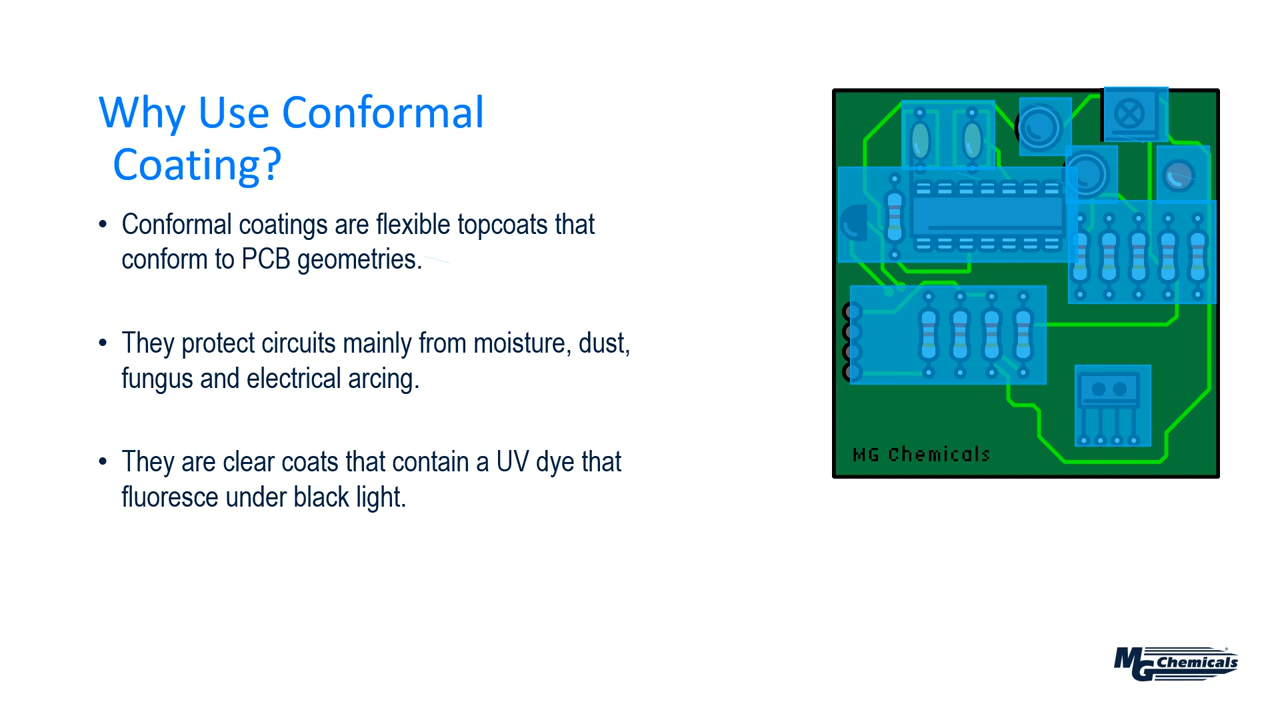 Why Use Conformal
Coating?
• Conformal coatings are flexible topcoats that
conform to PCB geometries.
• They protect circuits mainly from moisture, dust,
fungus and electrical arcing.
• They are clear coats that contain a UV dye that
fluoresce under black light.
MG Chemicals
MG Chemicals